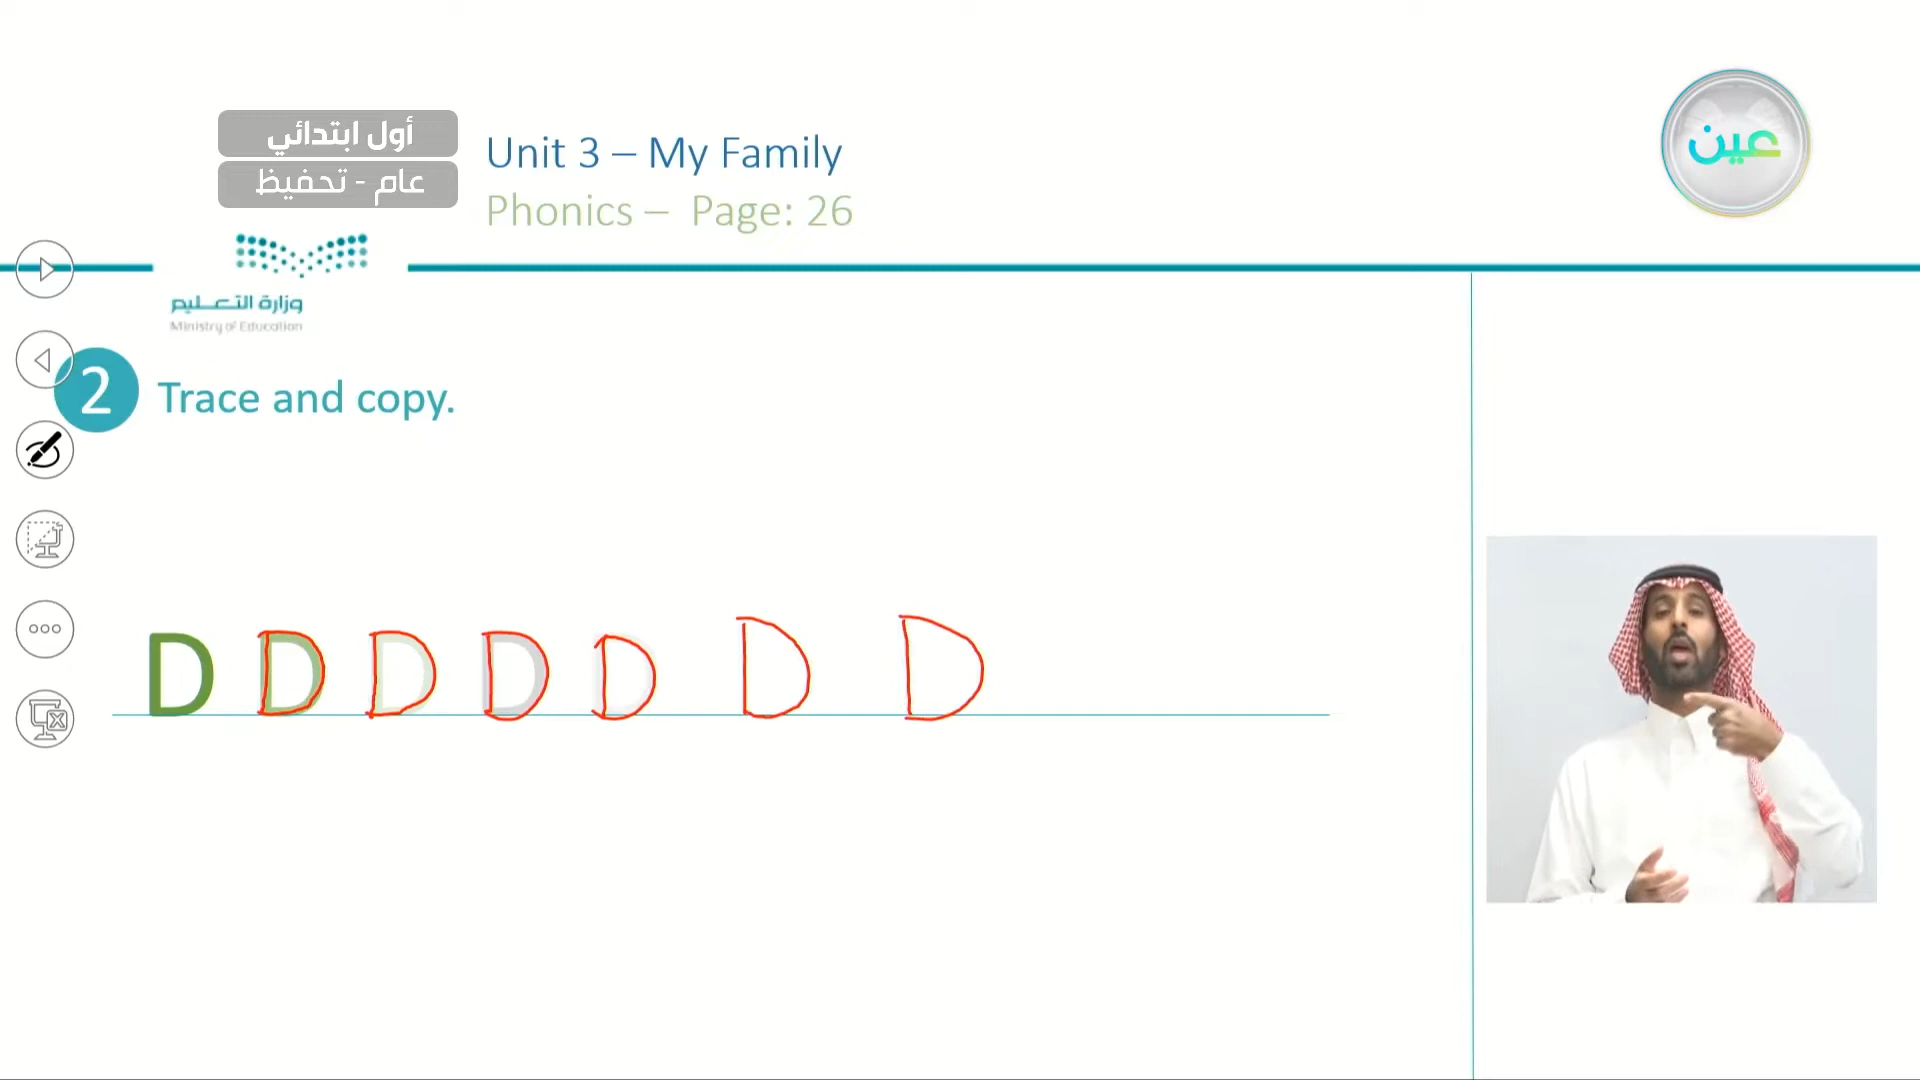 أول ابتدائي
عام - تحفيظ
Unit 3 – My Family
Phonics – Page: 26
عين
وزارة التعليم
Ministry of Education
2 Trace and copy.
D D D D D D D